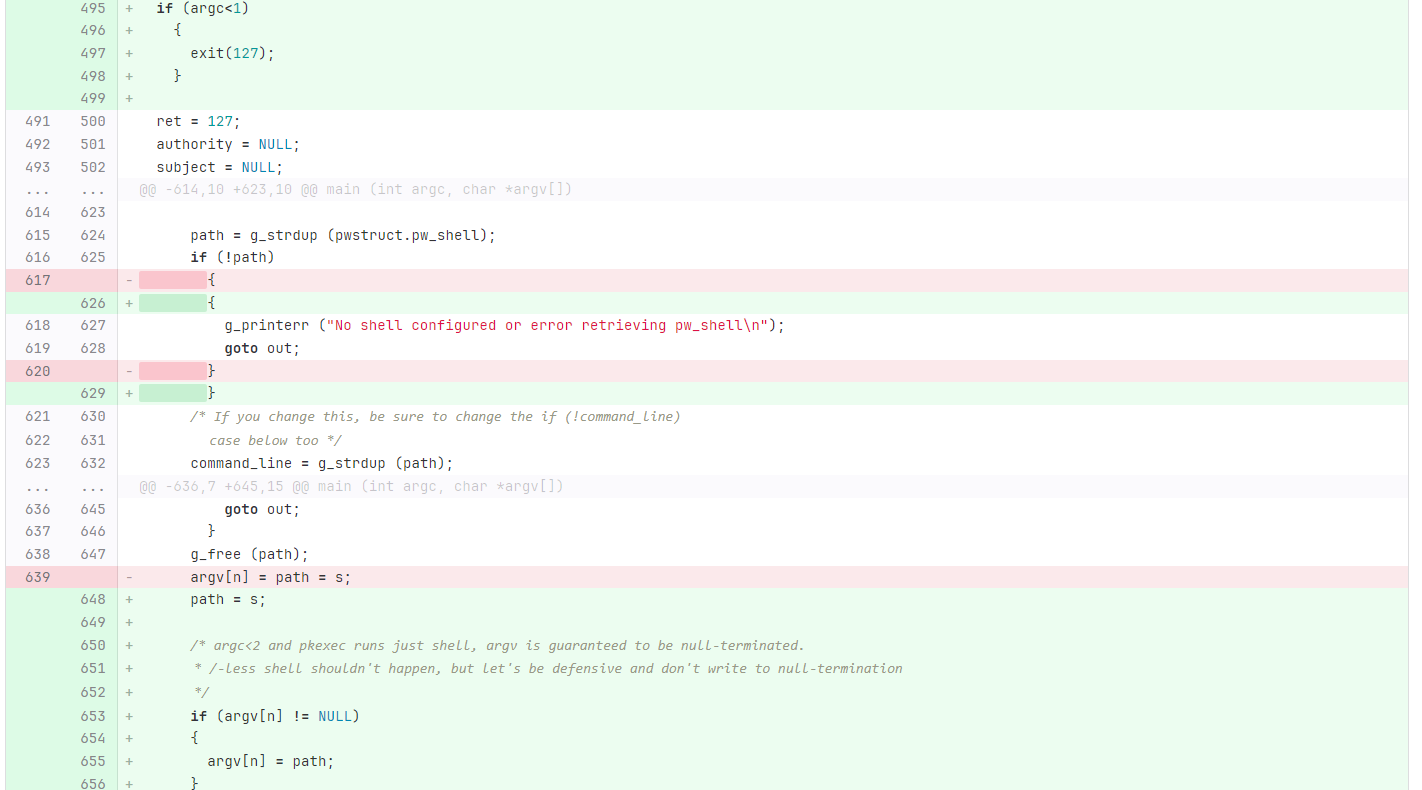 495 + if (argc<1)
496 + {
497 + exit(127);
498 + }
499 +
491 500 ret = 127;
492 501 authority = NULL;
493 502 subject = NULL;
... ... @@ -614,10 +623,10 @@ main (int argc, char *argv[])
614 623
615 624 path = g_strdup (pwstruct.pw_shell);
616 625 if (!path)
617 - {
626 + {
618 627 g_printerr ("No shell configured or error retrieving pw_shell\n");
619 628 goto out;
620 - }
629 + }
621 630 /* If you change this, be sure to change the if (!command_line)
622 631 case below too */
623 632 command_line = g_strdup (path);
... ... @@ -636,7 +645,15 @@ main (int argc, char *argv[])
636 645 goto out;
637 646 }
638 647 g_free (path);
639 - argv[n] = path = s;
648 + path = s;
649 +
650 + /* argc<2 and pkexec runs just shell, argv is guaranteed to be null-terminated.
651 + * /-less shell shouldn't happen, but let's be defensive and don't write to null-termination
652 + */
653 + if (argv[n] != NULL)
654 + {
655 + argv[n] = path;
656 + }